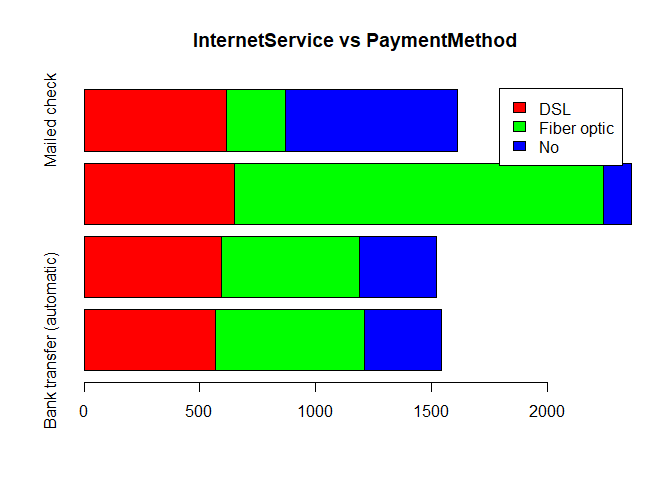 InternetService vs PaymentMethod
Mailed check
Bank transfer (automatic)
DSL
Fiber optic
No
0 500 1000 1500 2000